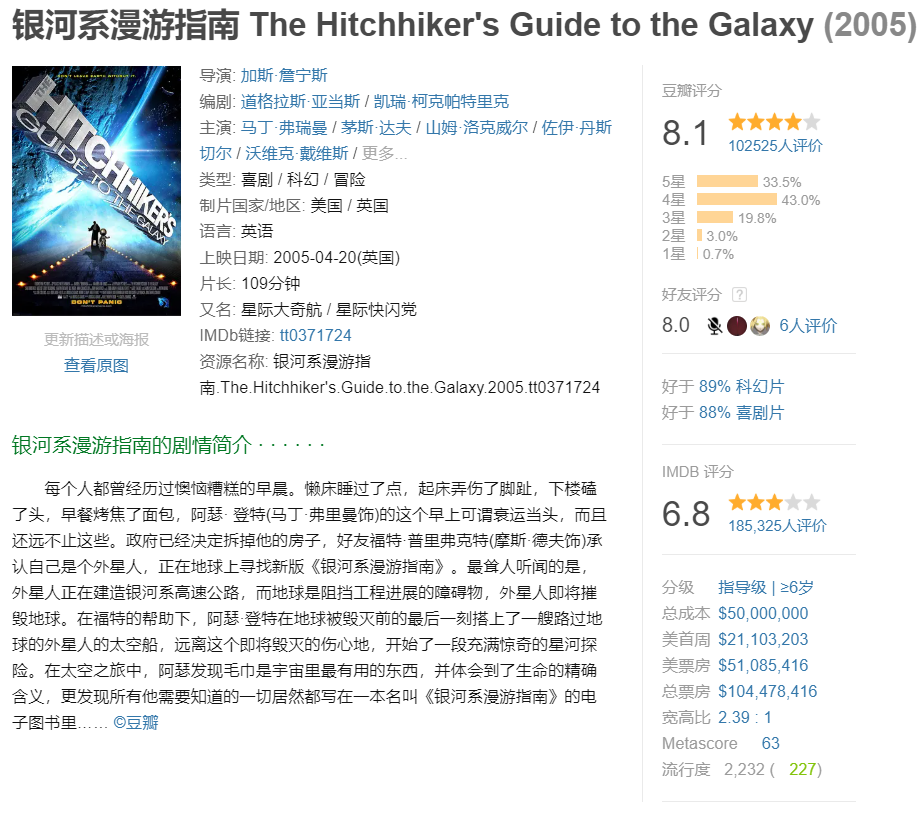 银河系漫游指南 The Hitchhiker's Guide to the Galaxy (2005)
DON'T LEAVE EARTH WITHOUT IT.
THE
HITCHHIKER'S
GUIDE TO THE GALAXY
DON'T PANIC
更新描述或海报
查看原图
导演: 加斯·詹宁斯
编剧: 道格拉斯·亚当斯 / 凯瑞·柯克帕特里克
主演: 马丁·弗瑞曼 / 茅斯·达夫 / 山姆·洛克威尔 / 佐伊·丹斯
切尔 / 沃维克·戴维斯 / 更多...
类型: 喜剧 / 科幻 / 冒险
制片国家/地区: 美国 / 英国
语言: 英语
上映日期: 2005-04-20(英国)
片长: 109分钟
又名: 星际大奇航 / 星际快闪党
IMDb链接: tt0371724
资源名称: 银河系漫游指
南.The.Hitchhiker's.Guide.to.the.Galaxy.2005.tt0371724
豆瓣评分
8.1
102525人评价
5星 33.5%
4星 43.0%
3星 19.8%
2星 3.0%
1星 0.7%
好友评分 ?
8.0 6人评价
好于 89% 科幻片
好于 88% 喜剧片
IMDB 评分
6.8
185,325人评价
分级 指导级 | ≥6岁
总成本 $50,000,000
美首周 $21,103,203
美票房 $51,085,416
总票房 $104,478,416
宽高比 2.39 : 1
Metascore 63
流行度 2,232 ( 227)
银河系漫游指南的剧情简介 · · · · · ·
每个人都曾经历过懊恼糟糕的早晨。懒床睡过了点，起床弄伤了脚趾，下楼磕
了头，早餐烤焦了面包，阿瑟· 登特(马丁·弗里曼饰)的这个早上可谓衰运当头，而且
还远不止这些。政府已经决定拆掉他的房子，好友福特·普里弗克特(摩斯·德夫饰)承
认自己是个外星人，正在地球上寻找新版《银河系漫游指南》。最耸人听闻的是，
外星人正在建造银河系高速公路，而地球是阻挡工程进展的障碍物，外星人即将摧
毁地球。在福特的帮助下，阿瑟·登特在地球被毁灭前的最后一刻搭上了一艘路过地
球的外星人的太空船，远离这个即将毁灭的伤心地，开始了一段充满惊奇的星河探
险。在太空之旅中，阿瑟发现毛巾是宇宙里最有用的东西，并体会到了生命的精确
含义，更发现所有他需要知道的一切居然都写在一本名叫《银河系漫游指南》的电
子图书里…… ©豆瓣